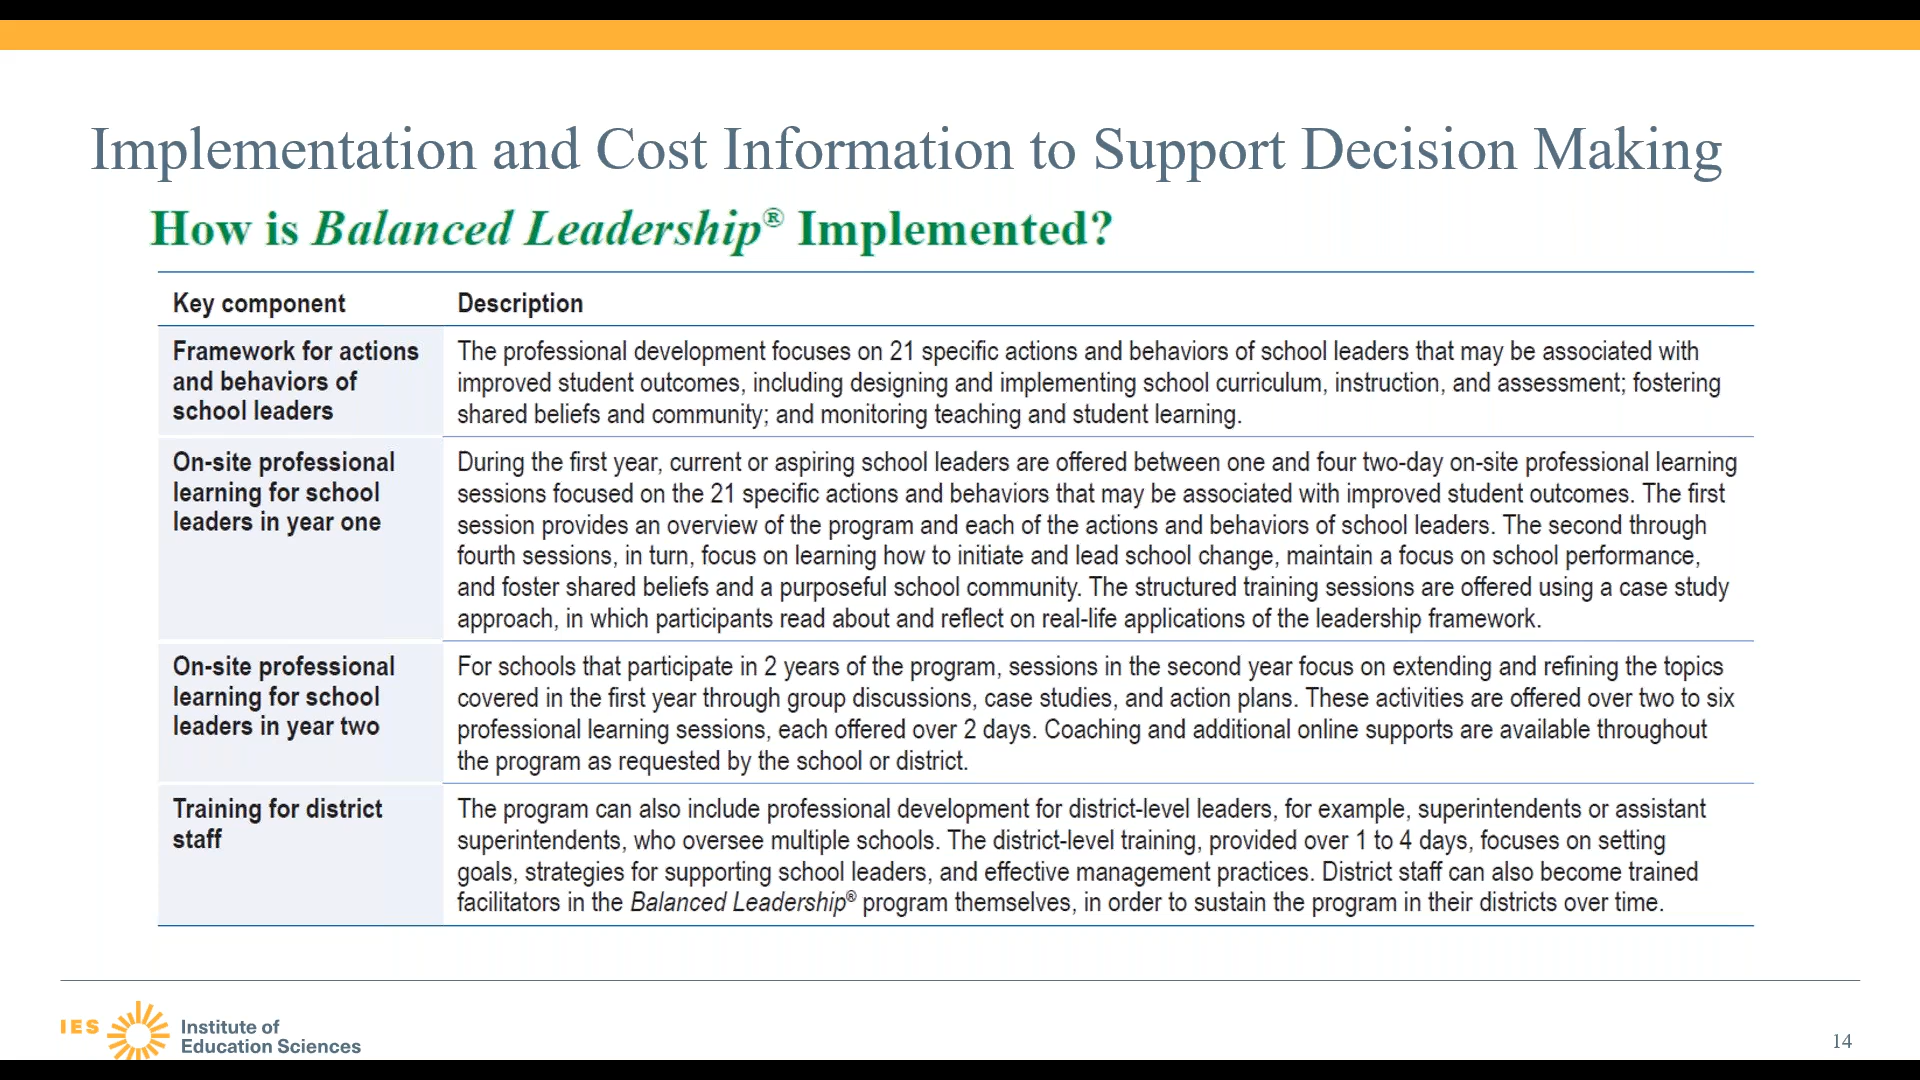 Implementation and Cost Information to Support Decision Making
How is Balanced Leadership® Implemented?
Key component
Description
Framework for actions
and behaviors of
school leaders
The professional development focuses on 21 specific actions and behaviors of school leaders that may be associated with
improved student outcomes, including designing and implementing school curriculum, instruction, and assessment; fostering
shared beliefs and community; and monitoring teaching and student learning.
On-site professional
learning for school
leaders in year one
During the first year, current or aspiring school leaders are offered between one and four two-day on-site professional learning
sessions focused on the 21 specific actions and behaviors that may be associated with improved student outcomes. The first
session provides an overview of the program and each of the actions and behaviors of school leaders. The second through
fourth sessions, in turn, focus on learning how to initiate and lead school change, maintain a focus on school performance,
and foster shared beliefs and a purposeful school community. The structured training sessions are offered using a case study
approach, in which participants read about and reflect on real-life applications of the leadership framework.
On-site professional
learning for school
leaders in year two
For schools that participate in 2 years of the program, sessions in the second year focus on extending and refining the topics
covered in the first year through group discussions, case studies, and action plans. These activities are offered over two to six
professional learning sessions, each offered over 2 days. Coaching and additional online supports are available throughout
the program as requested by the school or district.
Training for district
staff
The program can also include professional development for district-level leaders, for example, superintendents or assistant
superintendents, who oversee multiple schools. The district-level training, provided over 1 to 4 days, focuses on setting
goals, strategies for supporting school leaders, and effective management practices. District staff can also become trained
facilitators in the Balanced Leadership® program themselves, in order to sustain the program in their districts over time.
IES
Institute of
Education Sciences
14